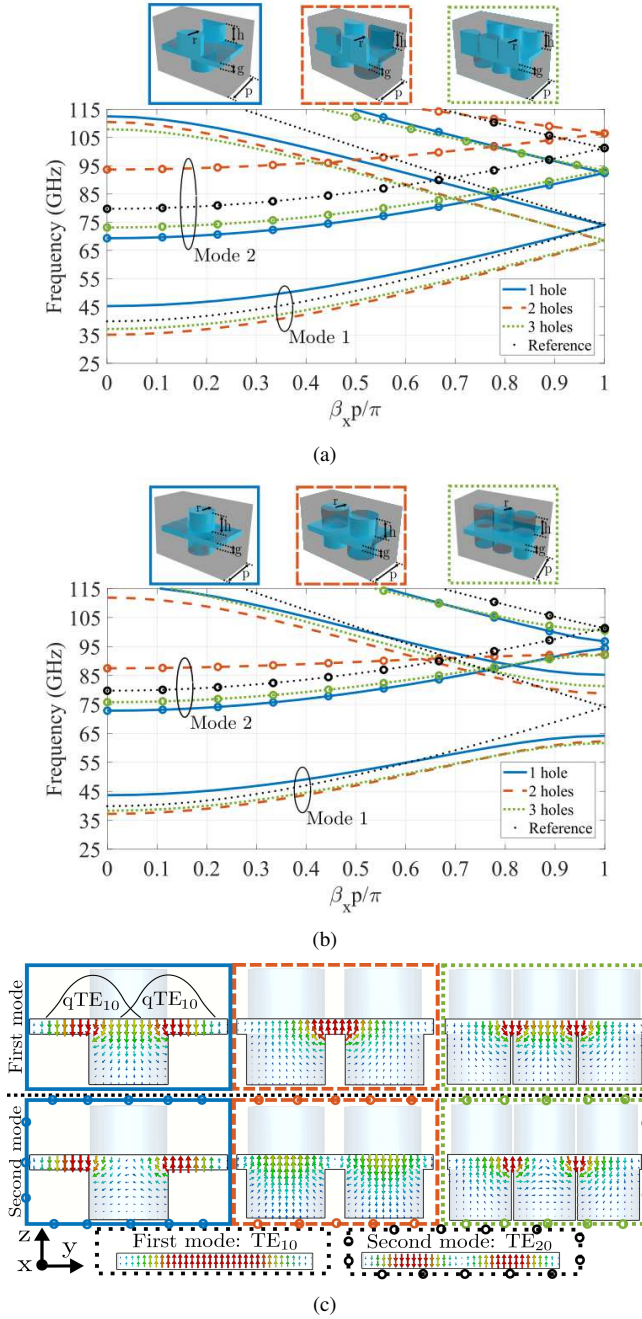 r h g p
r h g p
r h g p
115
105
95
85
75
65
55
45
35
25
Frequency (GHz)
Mode 2
Mode 1
1 hole
2 holes
3 holes
Reference
0 0.1 0.2 0.3 0.4 0.5 0.6 0.7 0.8 0.9 1
βₓp/π
(a)
r h g p
r h g p
r h g p
115
105
95
85
75
65
55
45
35
25
Frequency (GHz)
Mode 2
Mode 1
1 hole
2 holes
3 holes
Reference
0 0.1 0.2 0.3 0.4 0.5 0.6 0.7 0.8 0.9 1
βₓp/π
(b)
First mode
qTE₁₀ qTE₁₀
Second mode
z
x y
First mode: TE₁₀
Second mode: TE₂₀
(c)